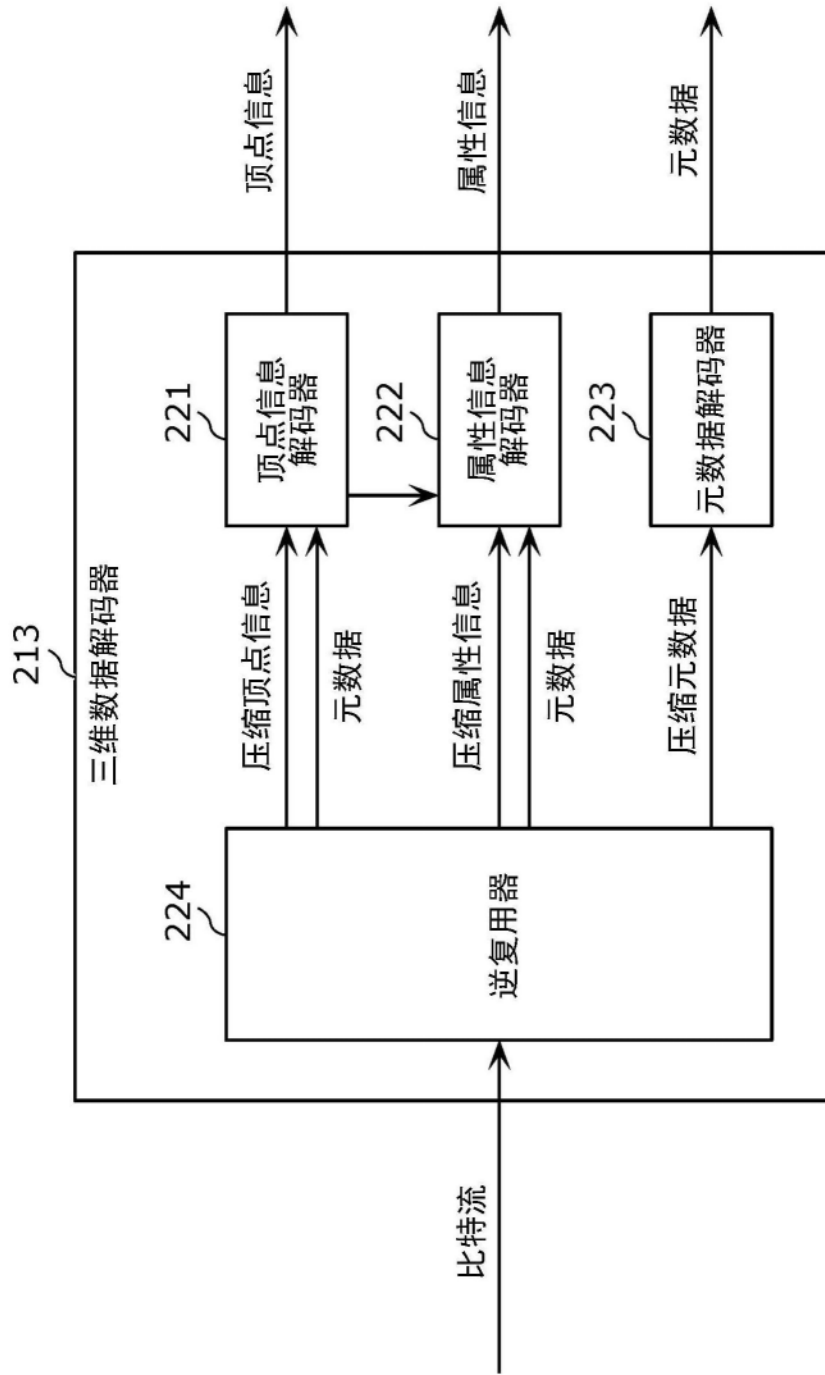 213
三维数据解码器
224
逆复用器
比特流
压缩顶点信息
元数据
221
顶点信息
解码器
顶点信息
压缩属性信息
元数据
222
属性信息
解码器
属性信息
压缩元数据
223
元数据解码器
元数据